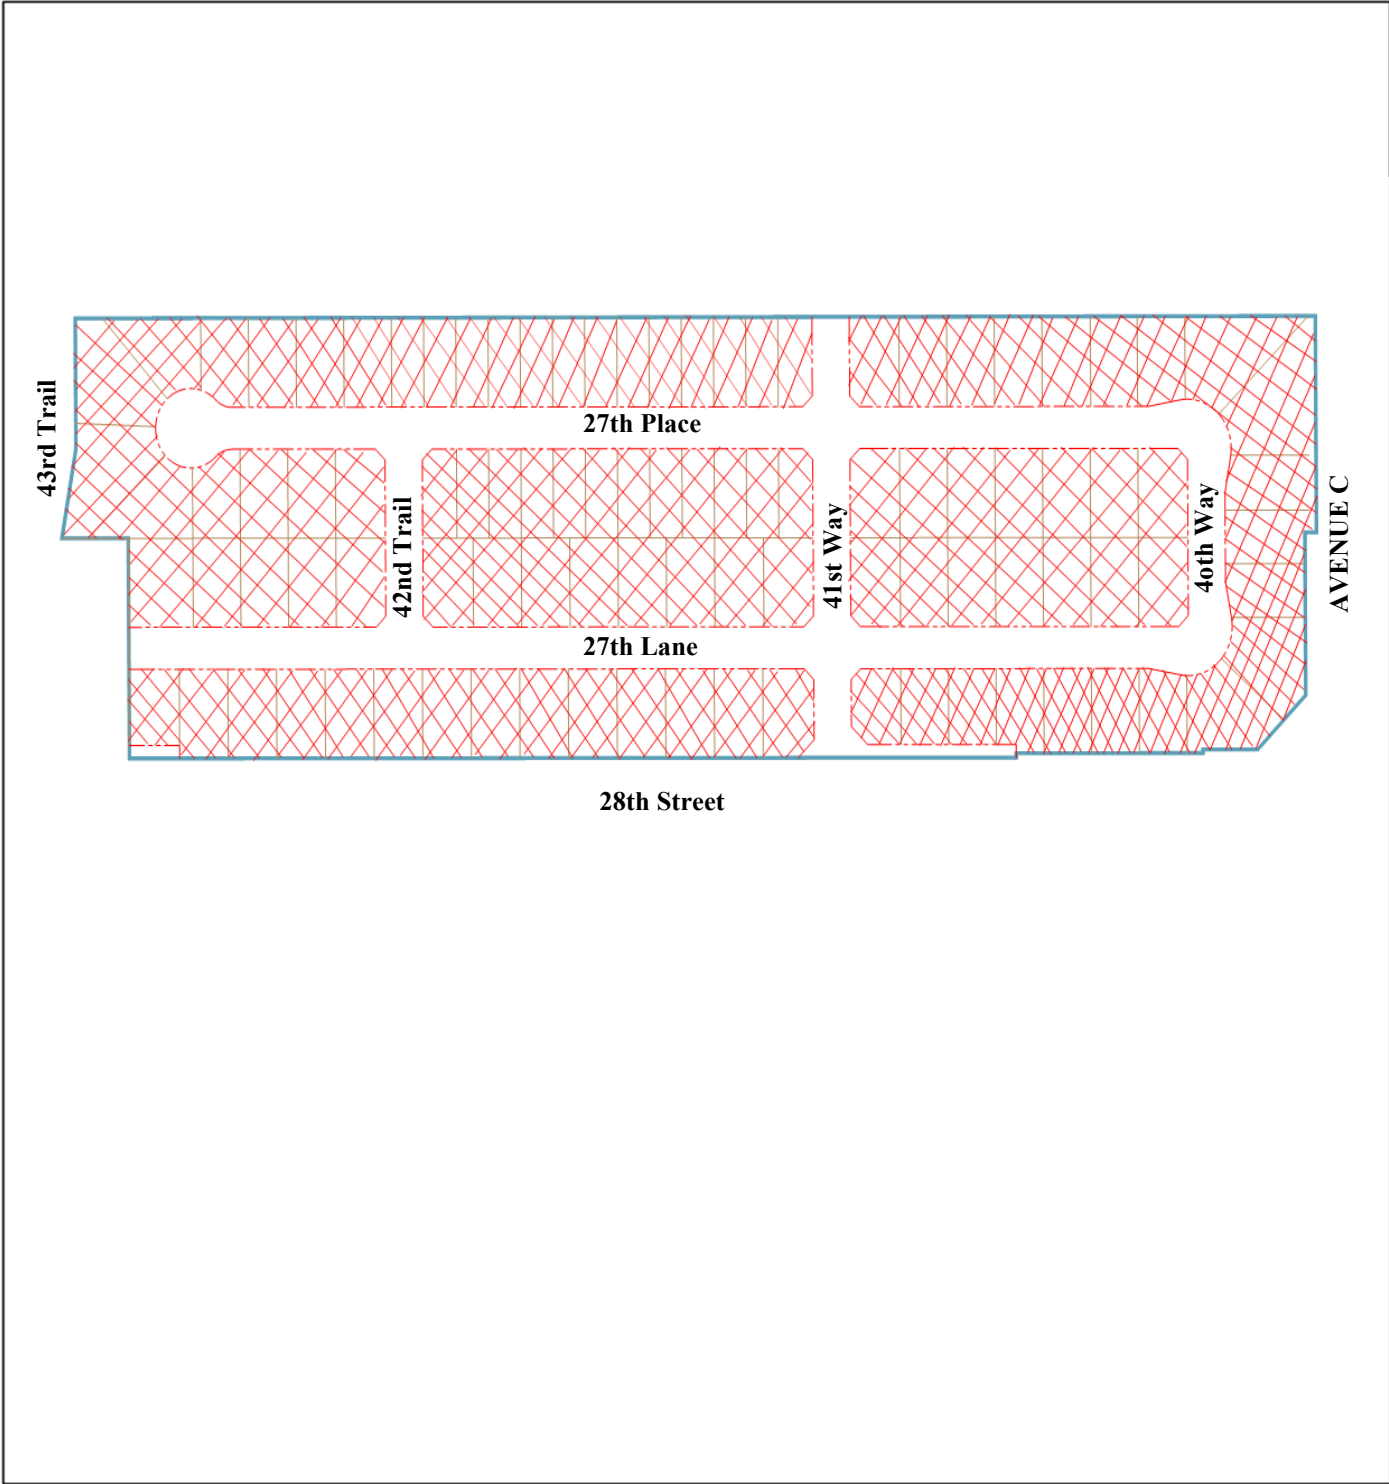 27th Place
43rd Trail
42nd Trail
41st Way
4oth Way
AVENUE C
27th Lane
28th Street